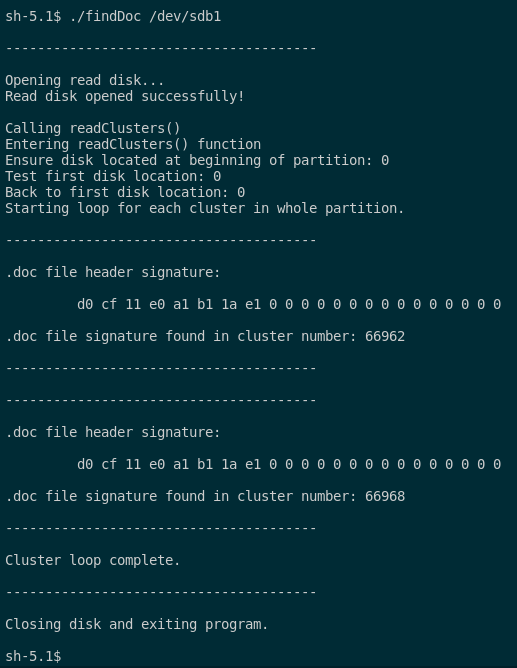 sh-5.1$ ./findDoc /dev/sdb1
---------------------------------------
Opening read disk...
Read disk opened successfully!
Calling readClusters()
Entering readClusters() function
Ensure disk located at beginning of partition: 0
Test first disk location: 0
Back to first disk location: 0
Starting loop for each cluster in whole partition.
---------------------------------------
.doc file header signature:
d0 cf 11 e0 a1 b1 1a e1 0 0 0 0 0 0 0 0 0 0 0 0 0 0 0
.doc file signature found in cluster number: 66962
---------------------------------------
---------------------------------------
.doc file header signature:
d0 cf 11 e0 a1 b1 1a e1 0 0 0 0 0 0 0 0 0 0 0 0 0 0 0
.doc file signature found in cluster number: 66968
---------------------------------------
Cluster loop complete.
---------------------------------------
Closing disk and exiting program.
sh-5.1$